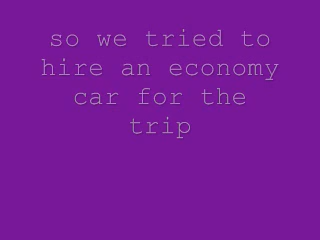 so we tried to
hire an economy
car for the
trip